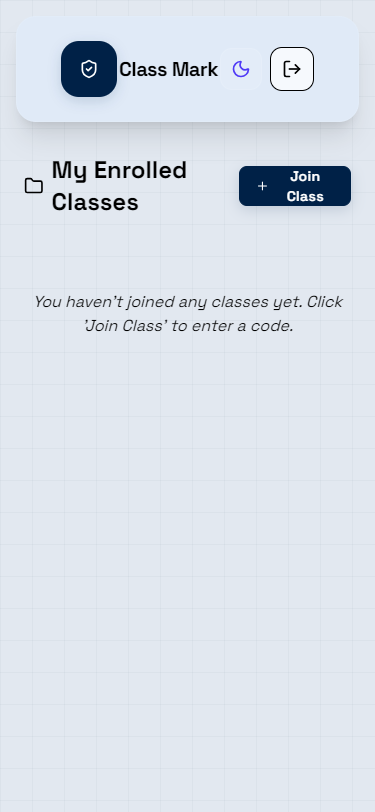 Class Mark
My Enrolled
Classes
Join
Class
You haven't joined any classes yet. Click
'Join Class' to enter a code.